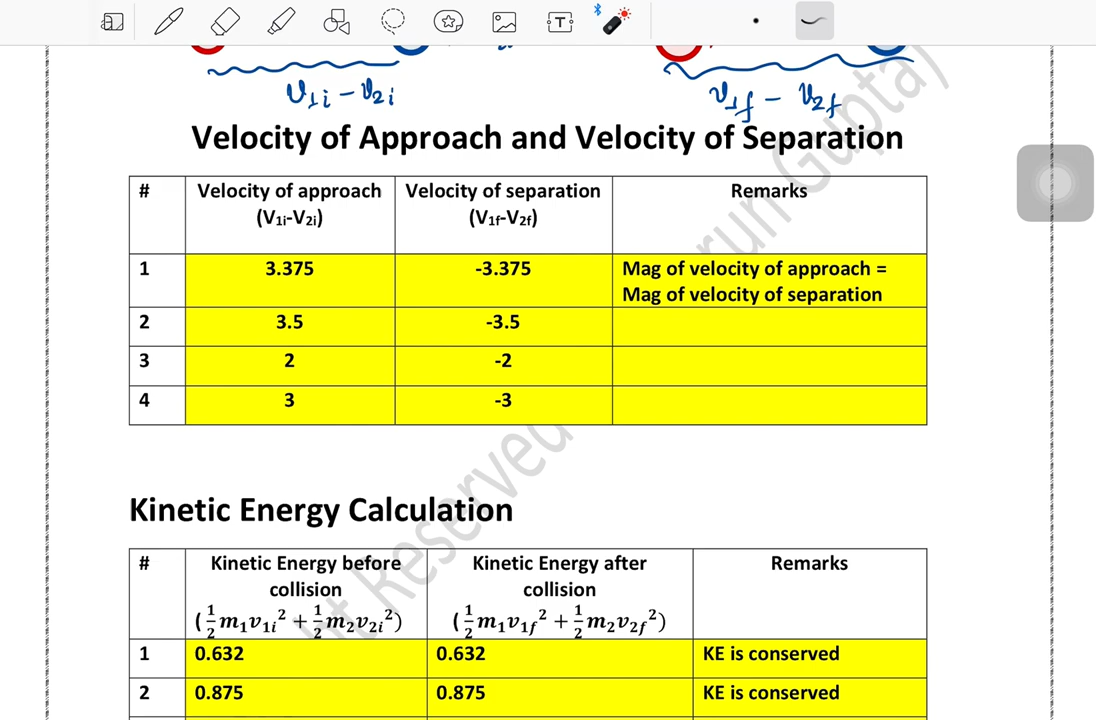 V1i - V2i
V1f - V2f
Velocity of Approach and Velocity of Separation
# Velocity of approach (V1i-V2i) Velocity of separation (V1f-V2f) Remarks
1 3.375 -3.375 Mag of velocity of approach = Mag of velocity of separation
2 3.5 -3.5
3 2 -2
4 3 -3
Kinetic Energy Calculation
# Kinetic Energy before collision (½m₁v₁ᵢ² + ½m₂v₂ᵢ²) Kinetic Energy after collision (½m₁v₁f² + ½m₂v₂f²) Remarks
1 0.632 0.632 KE is conserved
2 0.875 0.875 KE is conserved
ht Reserved
run Gupta)